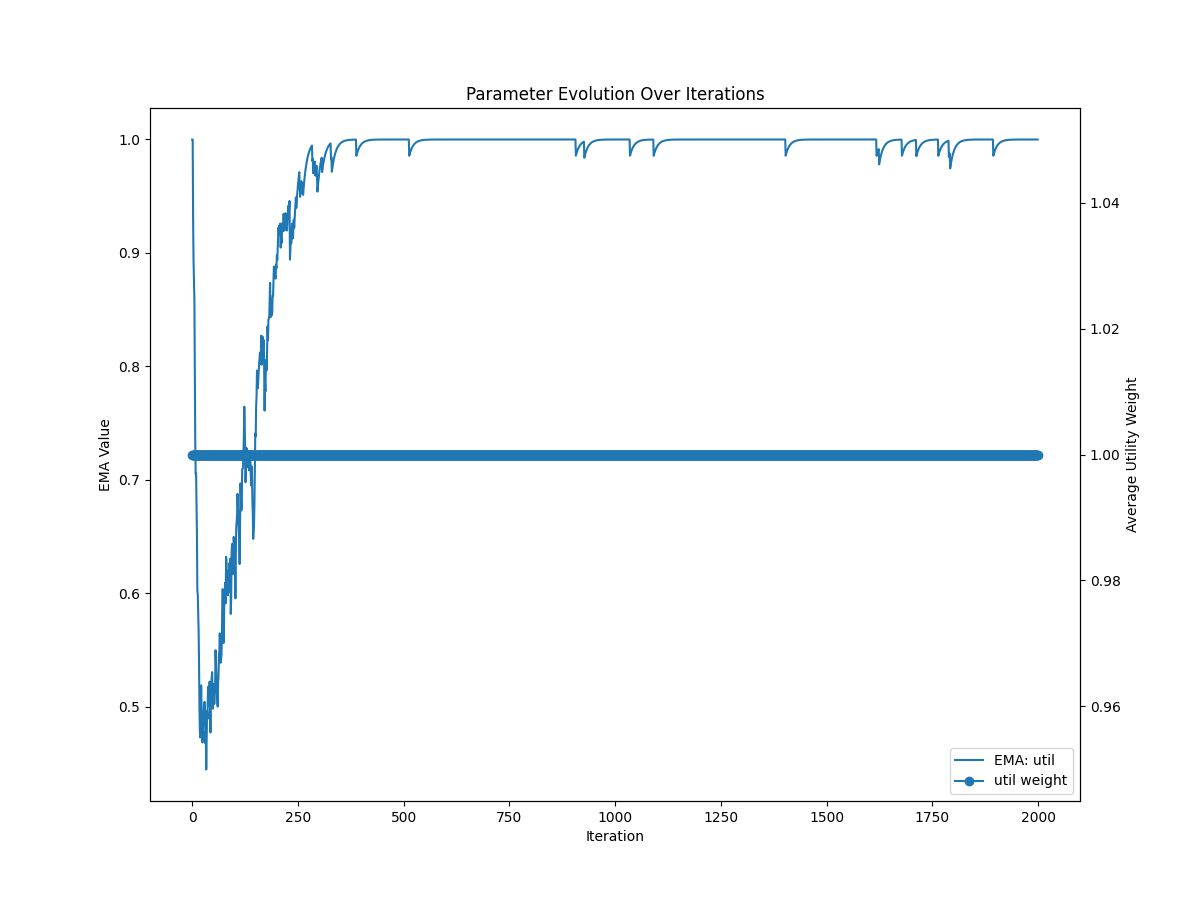 Parameter Evolution Over Iterations
1.0
0.9
0.8
0.7
0.6
0.5
EMA Value
1.04
1.02
1.00
0.98
0.96
Average Utility Weight
EMA: util
util weight
0 250 500 750 1000 1250 1500 1750 2000
Iteration